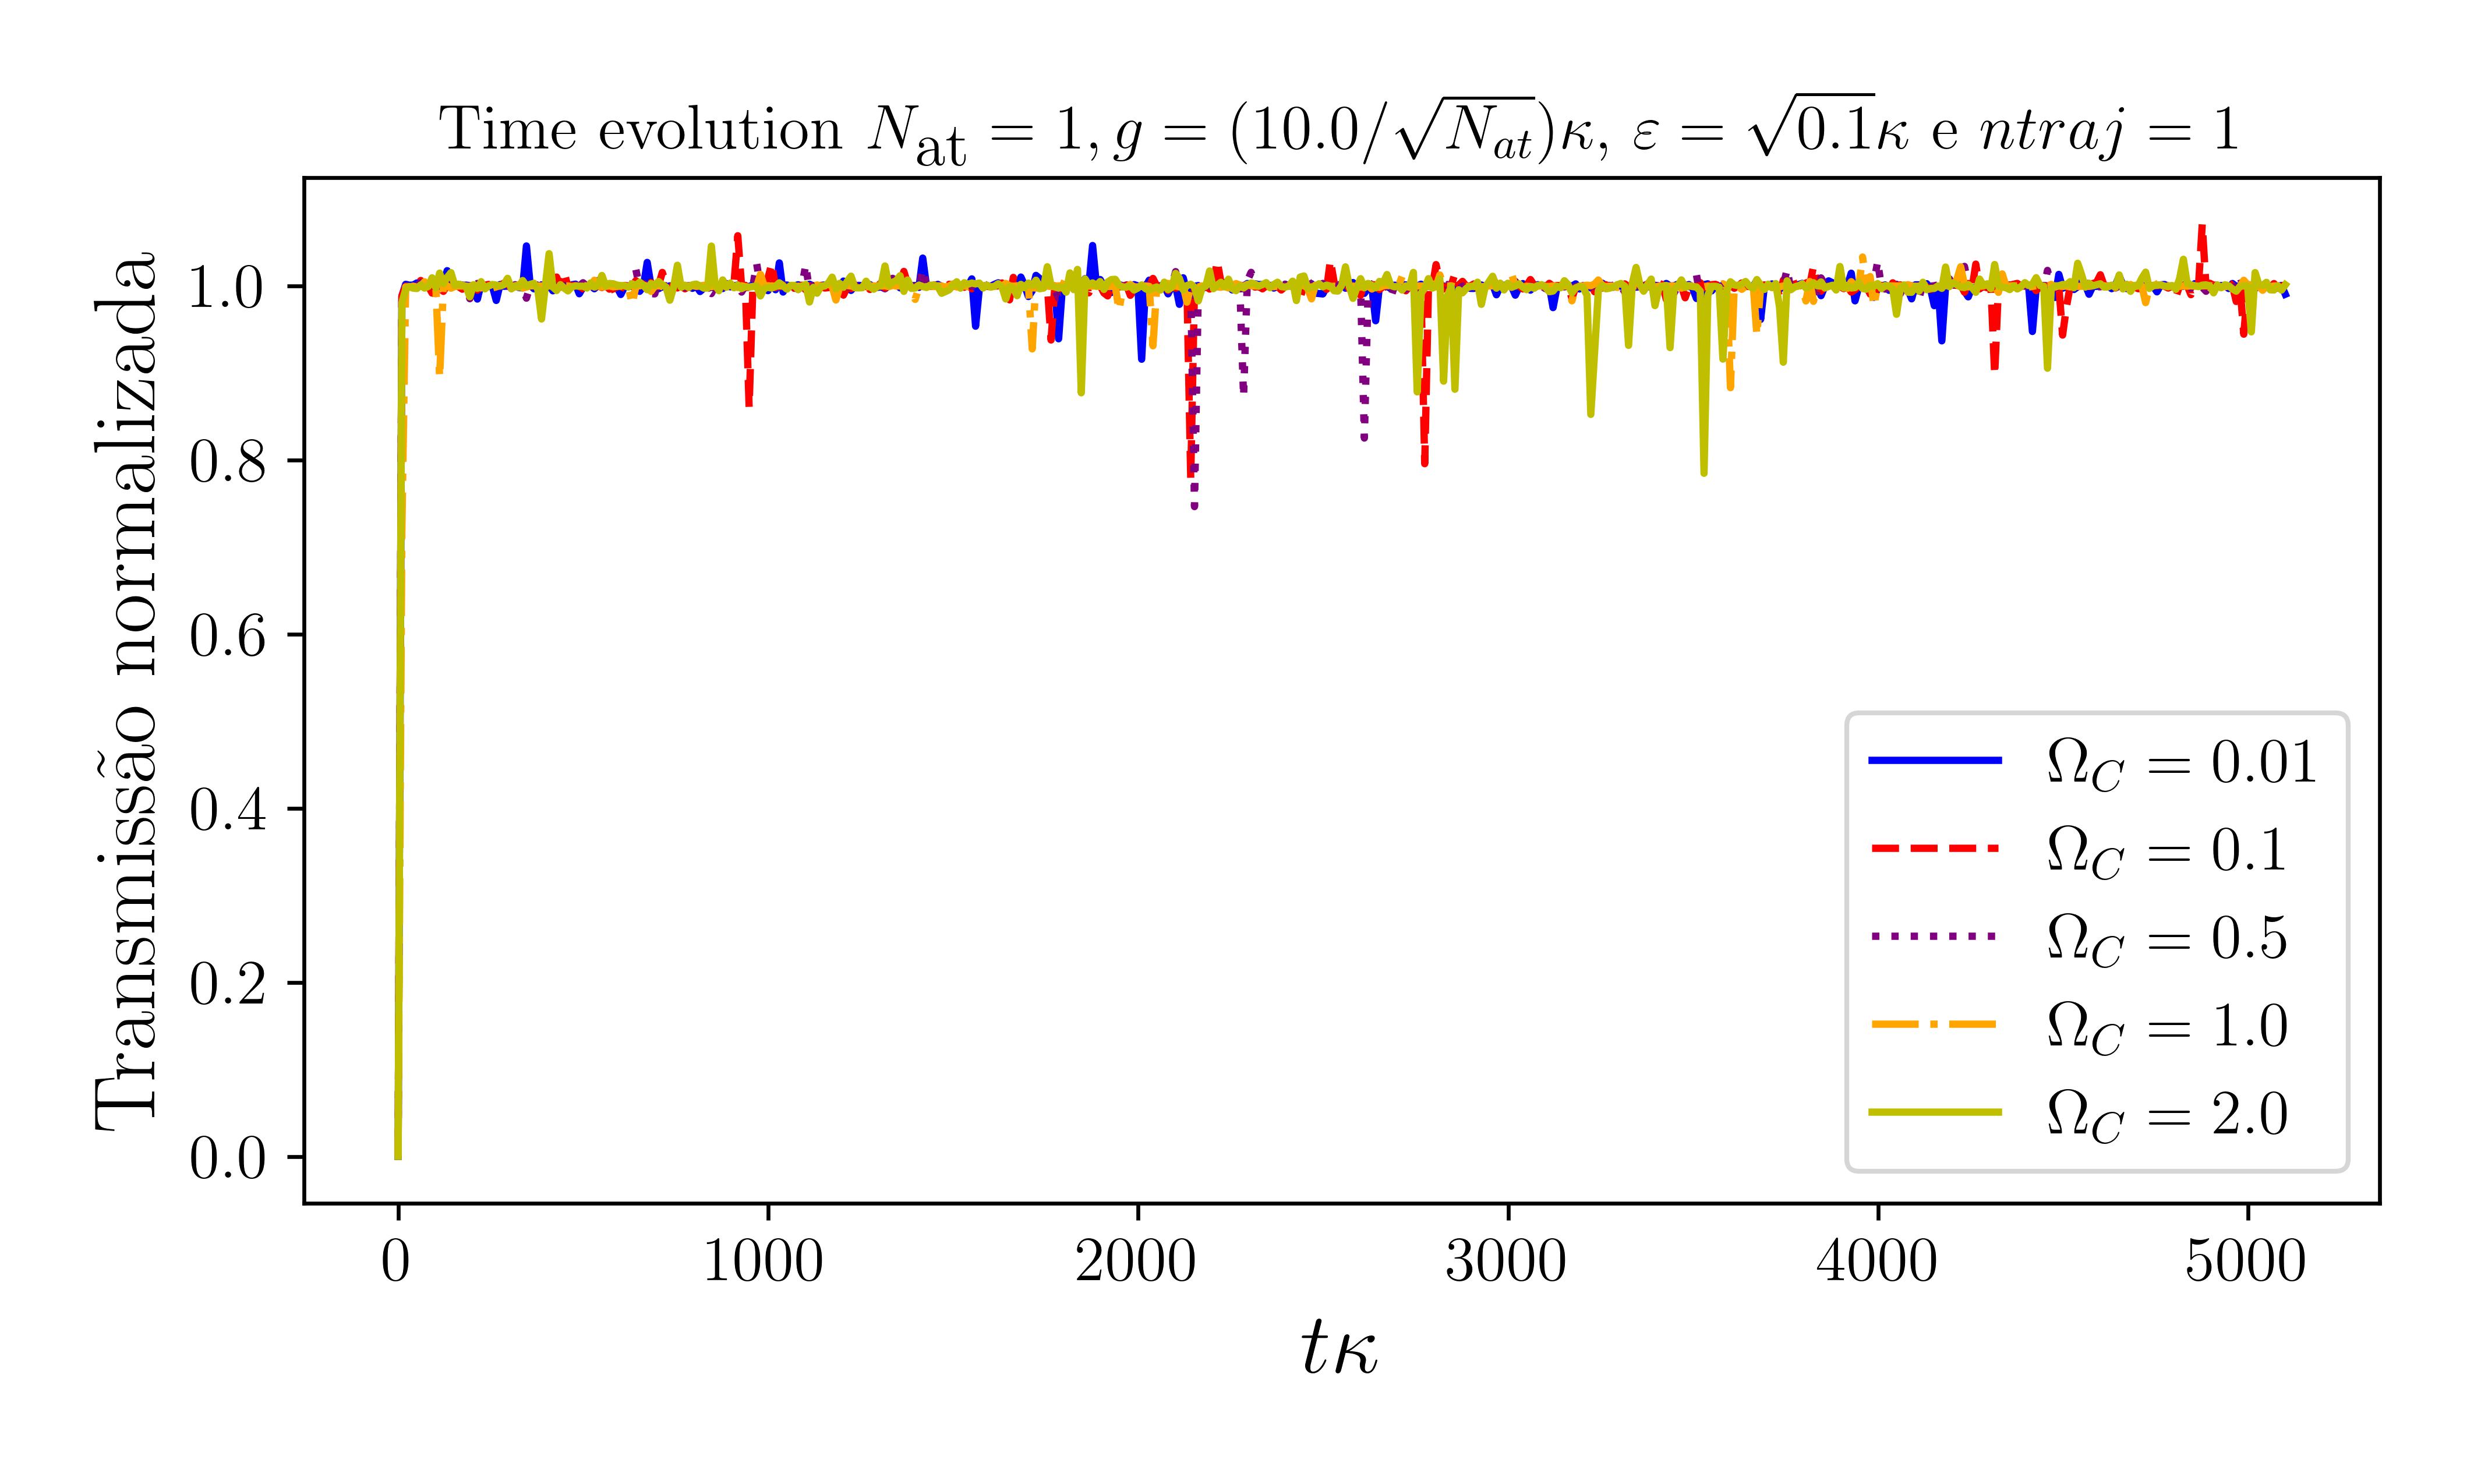 Time evolution N_at = 1, g = (10.0/√N_at)κ, ε = √0.1κ e ntraj = 1
Transmissão normalizada
1.0
0.8
0.6
0.4
0.2
0.0
Ω_C = 0.01
Ω_C = 0.1
Ω_C = 0.5
Ω_C = 1.0
Ω_C = 2.0
0 1000 2000 3000 4000 5000
tκ